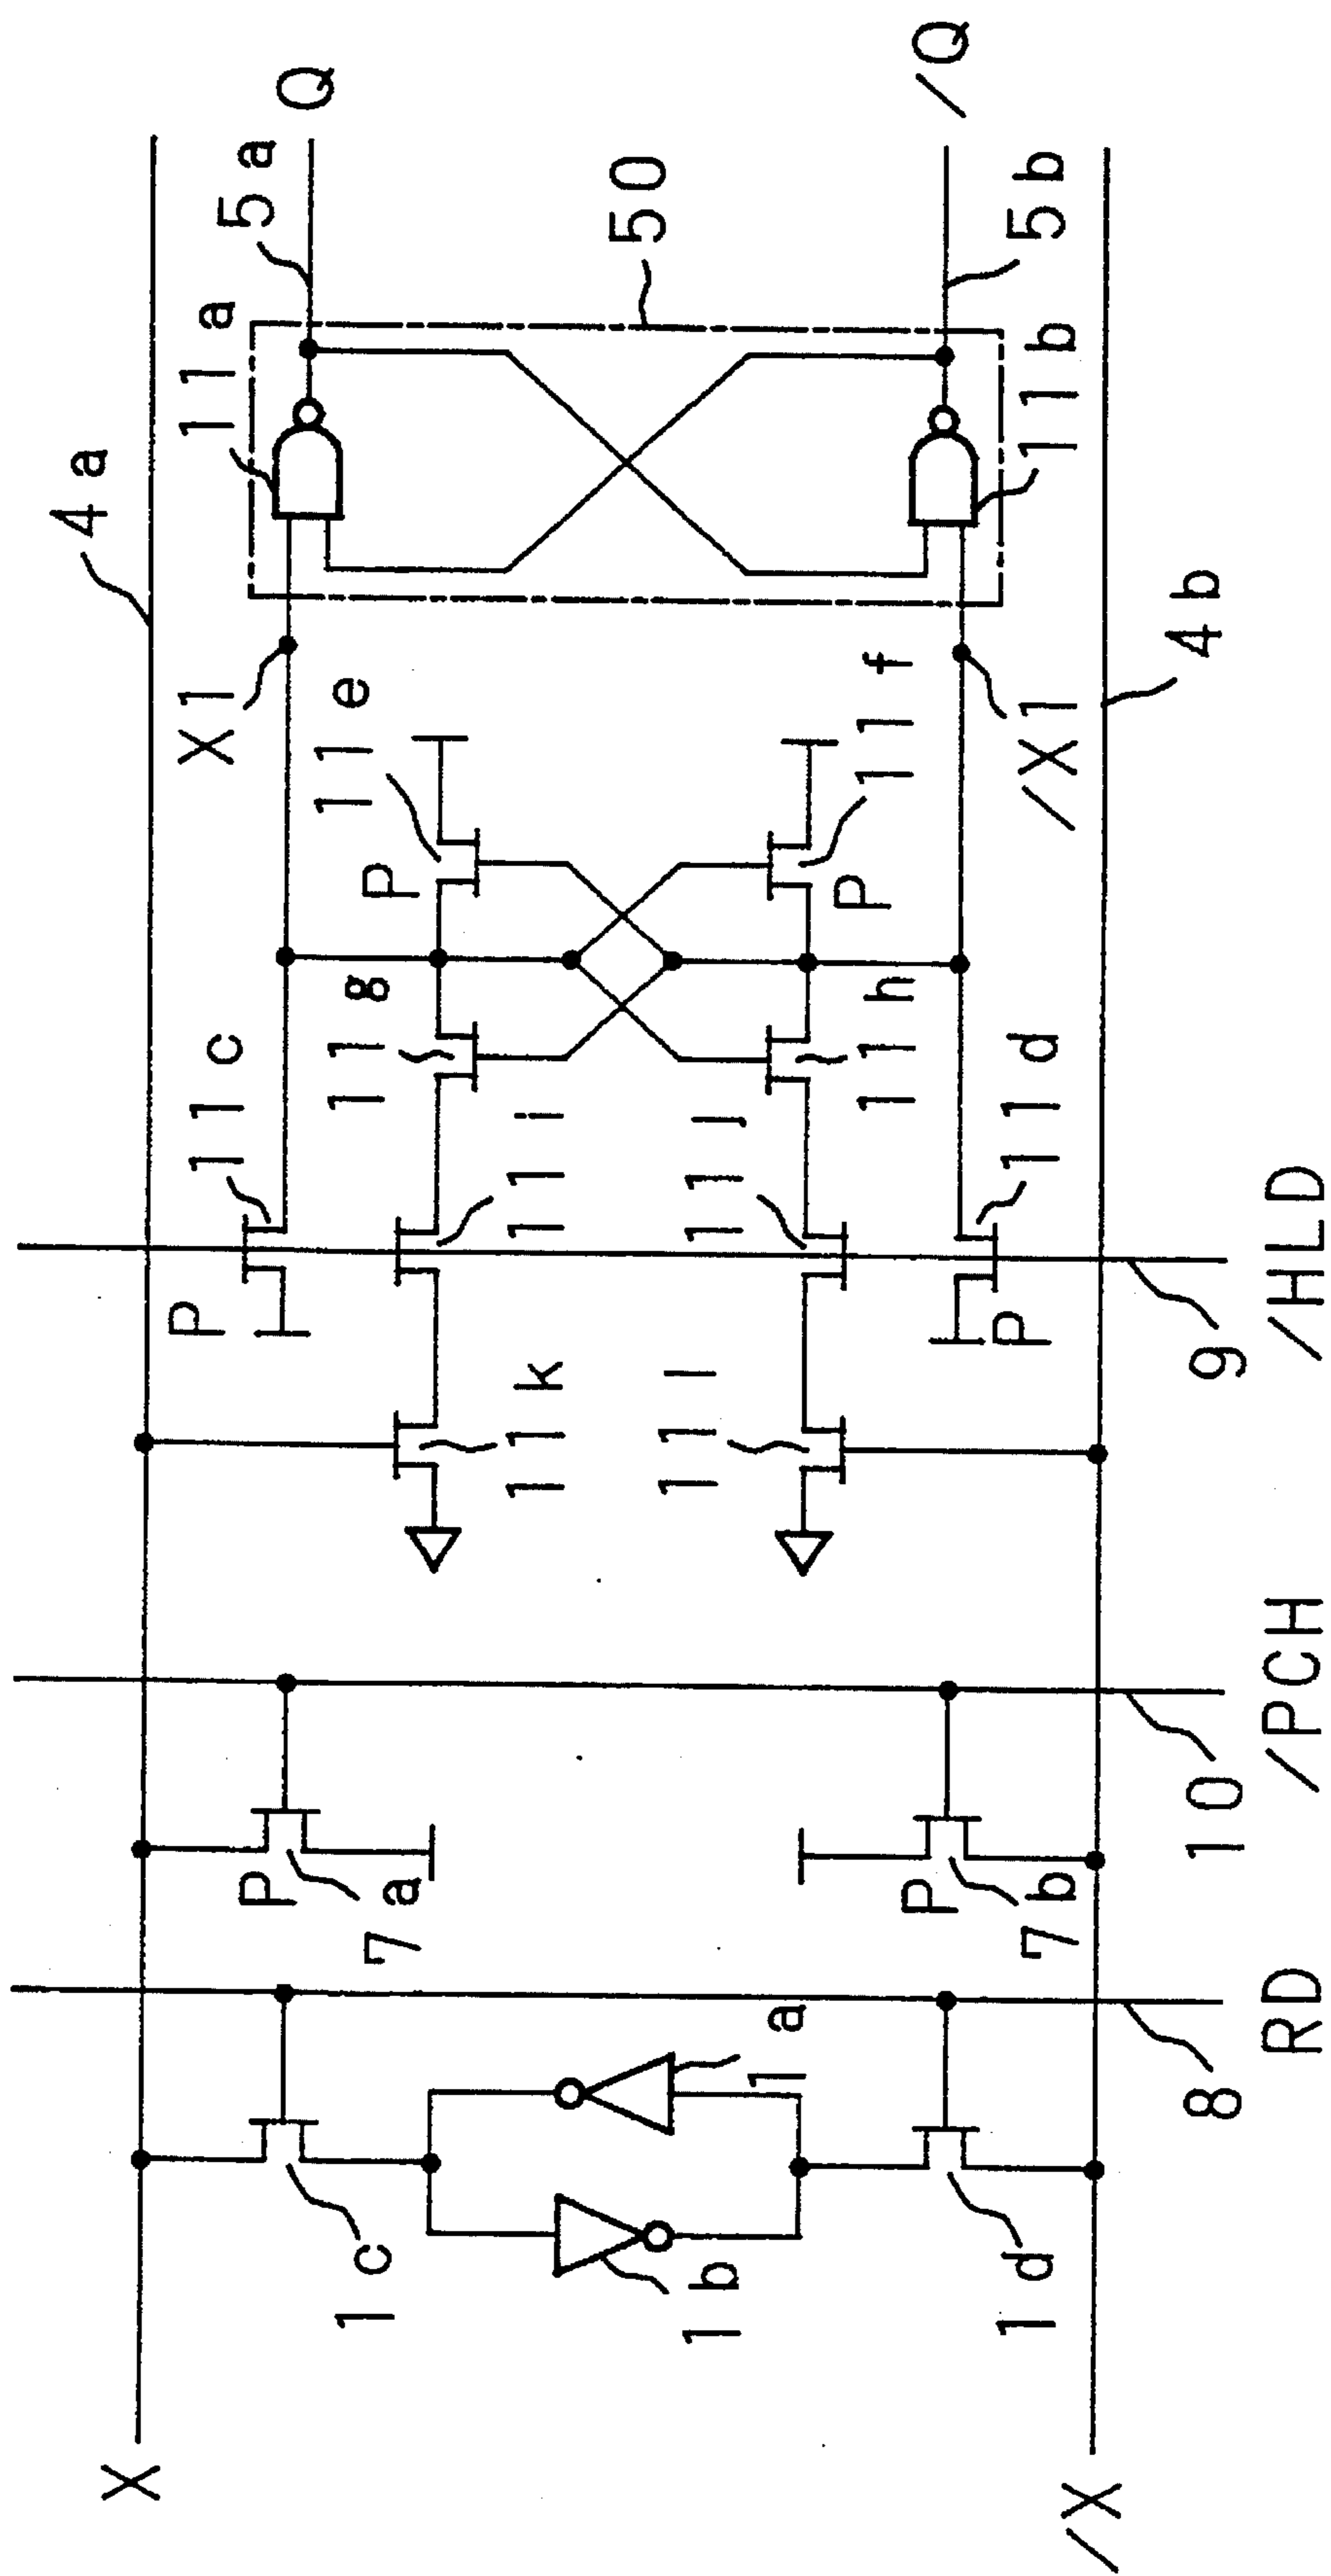 X
4a
5a
Q
11a
X1
11c
11e
P
P
11g
11i
11k
P
7a
1c
1a
1b
50
11j
11l
11h
11f
P
P
11d
P
7b
1d
/X1
11b
5b
/Q
4b
/X
8
RD
10
/PCH
9
/HLD